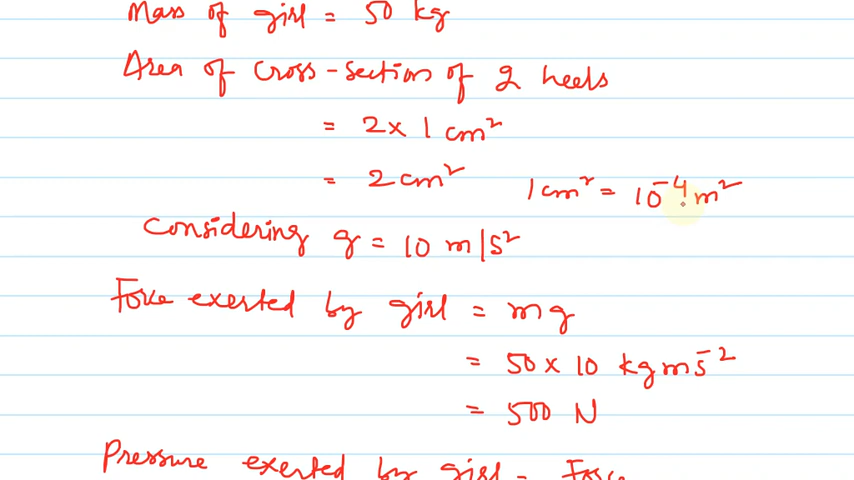 Mass of girl = 50 kg
Area of cross-section of 2 heels
= 2 x 1 cm²
= 2 cm² 1 cm² = 10⁻⁴ m²
Considering g = 10 m/s²
Force exerted by girl = mg
= 50 x 10 kg m s⁻²
= 500 N
Pressure exerted by girl = Force